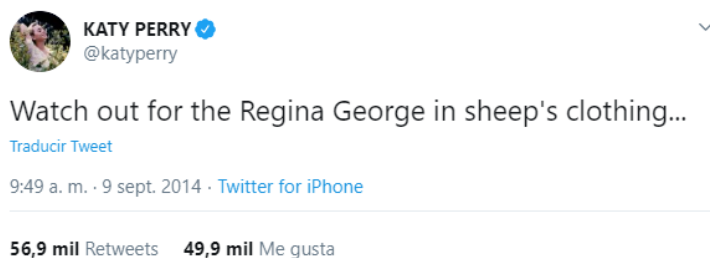 KATY PERRY
@katyperry
Watch out for the Regina George in sheep's clothing...
Traducir Tweet
9:49 a. m. · 9 sept. 2014 · Twitter for iPhone
56,9 mil Retweets 49,9 mil Me gusta